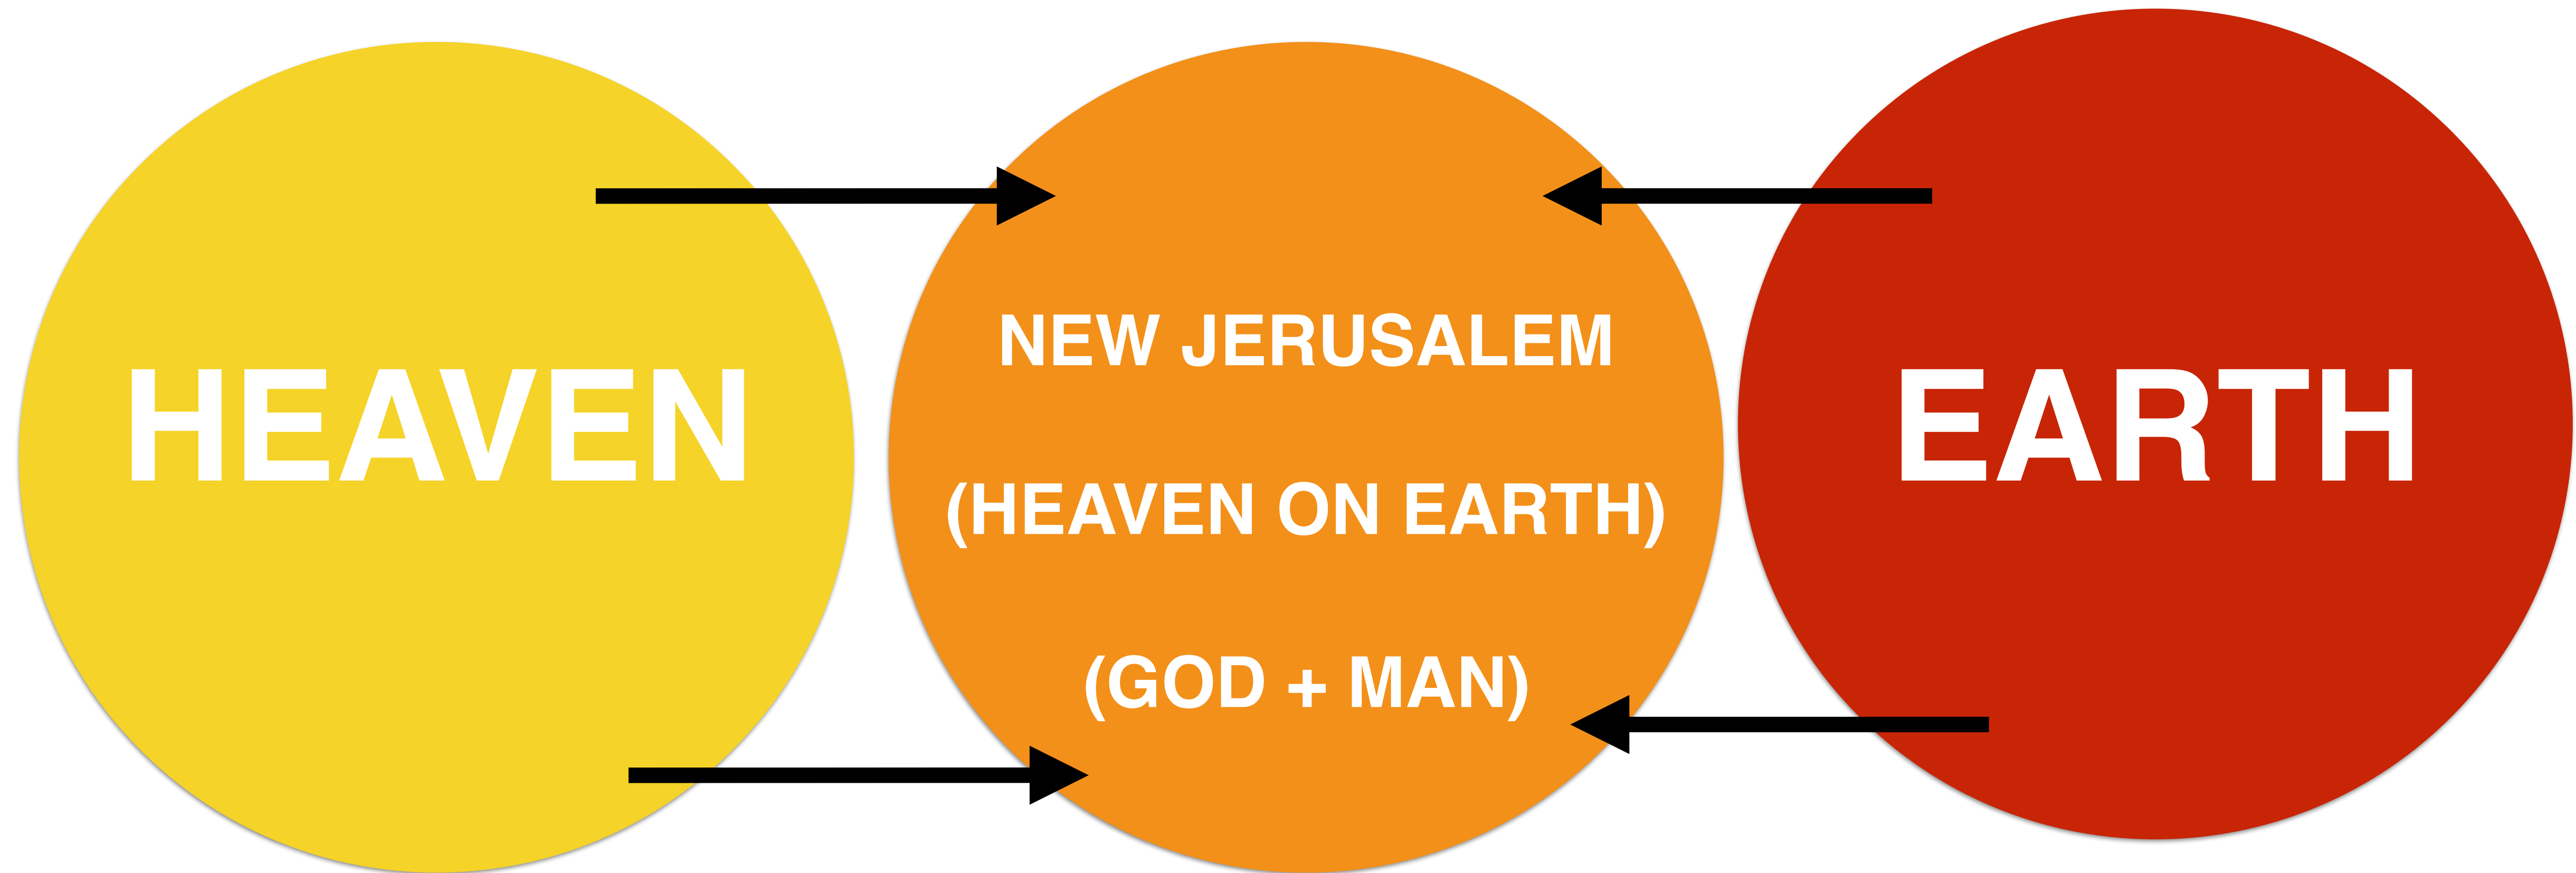 HEAVEN
NEW JERUSALEM
(HEAVEN ON EARTH)
(GOD + MAN)
EARTH